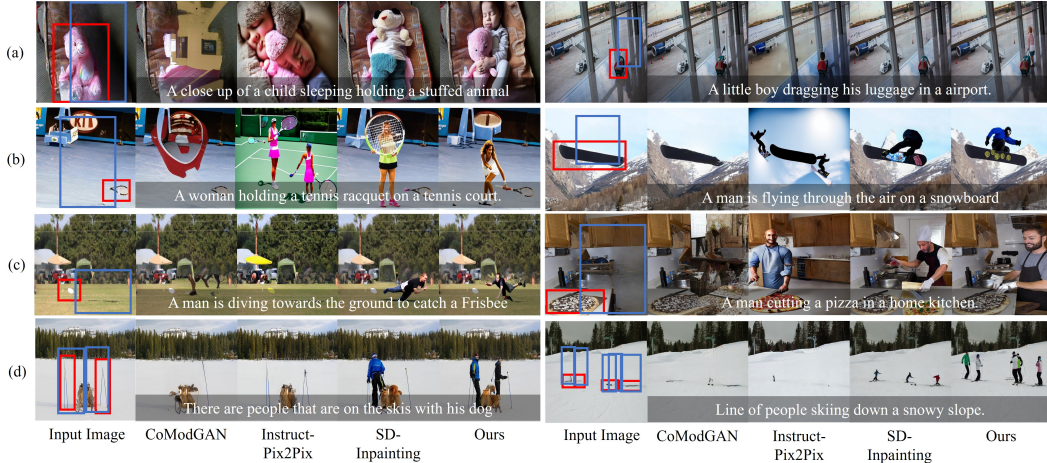 (a)
A close up of a child sleeping holding a stuffed animal
A little boy dragging his luggage in a airport.
(b)
A woman holding a tennis racquet on a tennis court.
A man is flying through the air on a snowboard
(c)
A man is diving towards the ground to catch a Frisbee
A man cutting a pizza in a home kitchen.
(d)
There are people that are on the skis with his dog
Line of people skiing down a snowy slope.
Input Image
CoModGAN
Instruct-
Pix2Pix
SD-
Inpainting
Ours
Input Image
CoModGAN
Instruct-
Pix2Pix
SD-
Inpainting
Ours